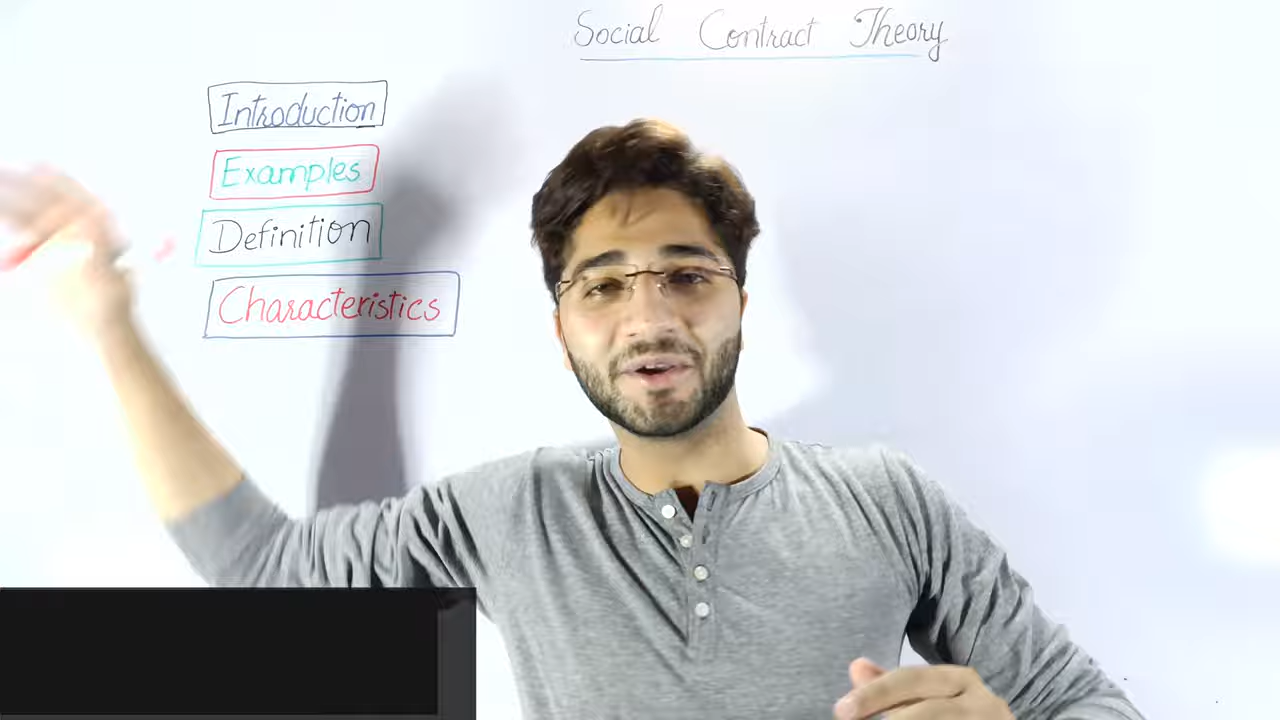 Social Contract Theory
Introduction
Examples
Definition
Characteristics